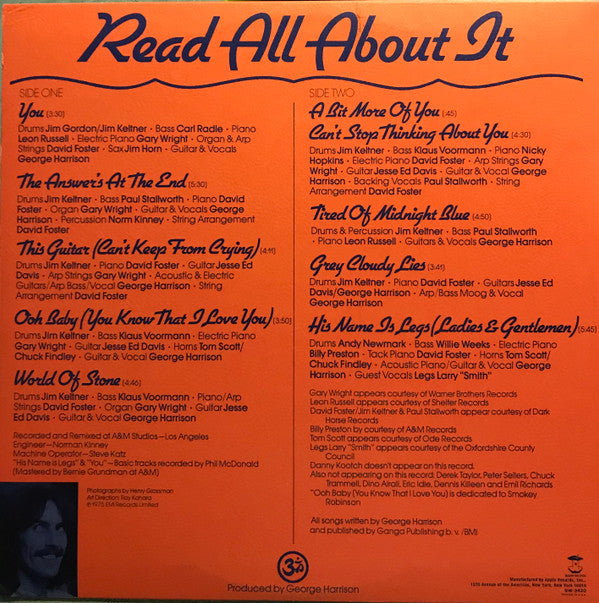 Read All About It
SIDE ONE
You (3:30)
Drums Jim Gordon/Jim Keltner · Bass Carl Radle · Piano
Leon Russell · Electric Piano Gary Wright · Organ & Arp
Strings David Foster · Sax Jim Horn · Guitar & Vocals
George Harrison
The Answer's At The End (5:30)
Drums Jim Keltner · Bass Paul Stallworth · Piano David
Foster · Organ Gary Wright · Guitar & Vocals George
Harrison · Percussion Norm Kinney · String Arrangement
David Foster
This Guitar (Can't Keep From Crying) (4:11)
Drums Jim Keltner · Piano David Foster · Guitar Jesse Ed
Davis · Arp Strings Gary Wright · Acoustic & Electric
Guitars/Arp Bass/Vocal George Harrison · String
Arrangement David Foster
Ooh Baby (You Know That I Love You) (3:50)
Drums Jim Keltner · Bass Klaus Voormann · Electric Piano
Gary Wright · Guitar Jesse Ed Davis · Horns Tom Scott/
Chuck Findley · Guitar & Vocals George Harrison
World Of Stone (4:46)
Drums Jim Keltner · Bass Klaus Voormann · Piano/Arp
Strings David Foster · Organ Gary Wright · Guitar Jesse
Ed Davis · Guitar & Vocals George Harrison
Recorded and Remixed at A&M Studios—Los Angeles
Engineer—Norman Kinney
Machine Operator—Steve Katz
"His Name is Legs" & "You" — Basic tracks recorded by Phil McDonald
(Mastered by Bernie Grundman at A&M)
Photographs by Henry Grossman
Art Direction: Roy Kohara
© 1975 EMI Records Limited
SIDE TWO
A Bit More Of You (:45)
Can't Stop Thinking About You (4:30)
Drums Jim Keltner · Bass Klaus Voormann · Piano Nicky
Hopkins · Electric Piano David Foster · Arp Strings Gary
Wright · Guitar Jesse Ed Davis · Guitar & Vocal George
Harrison · Backing Vocals Paul Stallworth · String
Arrangement David Foster
Tired Of Midnight Blue (4:50)
Drums & Percussion Jim Keltner · Bass Paul Stallworth
· Piano Leon Russell · Guitars & Vocals George Harrison
Grey Cloudy Lies (3:41)
Drums Jim Keltner · Piano David Foster · Guitars Jesse Ed
Davis/George Harrison · Arp/Bass Moog & Vocal
George Harrison
His Name Is Legs (Ladies & Gentlemen) (5:45)
Drums Andy Newmark · Bass Willie Weeks · Electric Piano
Billy Preston · Tack Piano David Foster · Horns Tom Scott/
Chuck Findley · Acoustic Piano/Guitar & Vocal George
Harrison · Guest Vocals Legs Larry "Smith"
Gary Wright appears courtesy of Warner Brothers Records
Leon Russell appears courtesy of Shelter Records
David Foster/Jim Keltner & Paul Stallworth appear courtesy of Dark
Horse Records
Billy Preston by courtesy of A&M Records
Tom Scott appears courtesy of Ode Records
Legs Larry "Smith" appears courtesy of the Oxfordshire County
Council
Danny Kootch doesn't appear on this record.
Also not appearing on this record. Derek Taylor, Peter Sellers, Chuck
Trammell, Dino Airali, Eric Idle, Dennis Killeen and Emil Richards
"Ooh Baby (You Know That I Love You) is dedicated to Smokey
Robinson
All songs written by George Harrison
and published by Ganga Publishing b. v. /BMI
ॐ
Produced by George Harrison
Manufactured by Apple Records, Inc.,
1370 Avenue of the Americas, New York, New York 10019
SW-3420